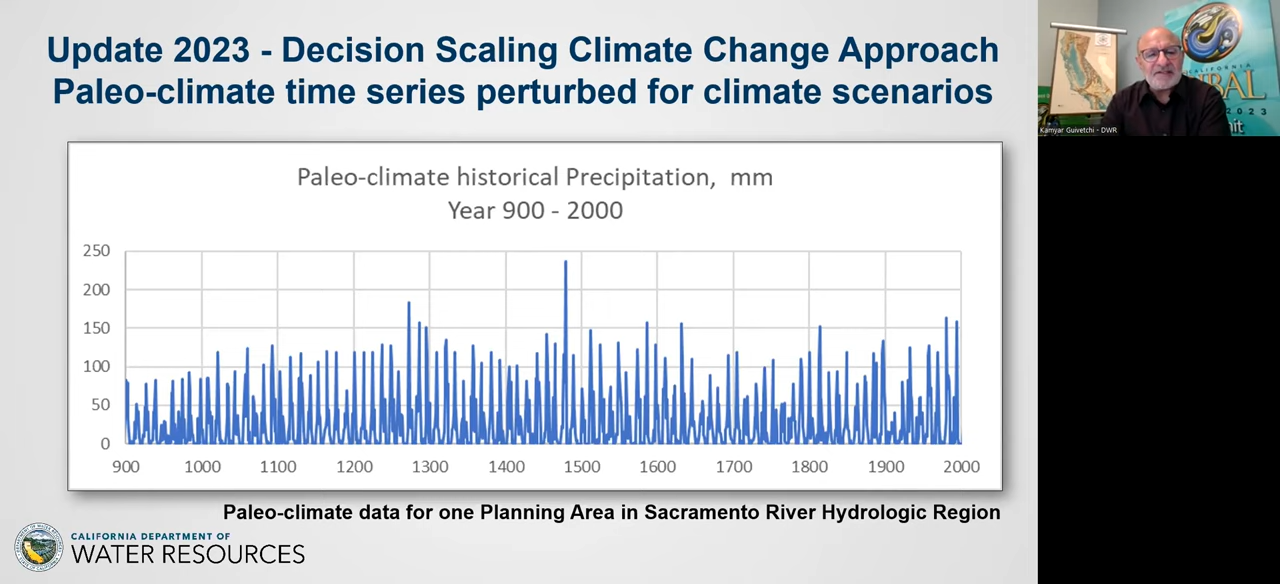 Update 2023 - Decision Scaling Climate Change Approach
Paleo-climate time series perturbed for climate scenarios
Paleo-climate historical Precipitation, mm
Year 900 - 2000
250
200
150
100
50
0
900 1000 1100 1200 1300 1400 1500 1600 1700 1800 1900 2000
Paleo-climate data for one Planning Area in Sacramento River Hydrologic Region
CALIFORNIA DEPARTMENT OF
WATER RESOURCES
CALIFORNIA
2023
Kamyar Guivetchi - DWR